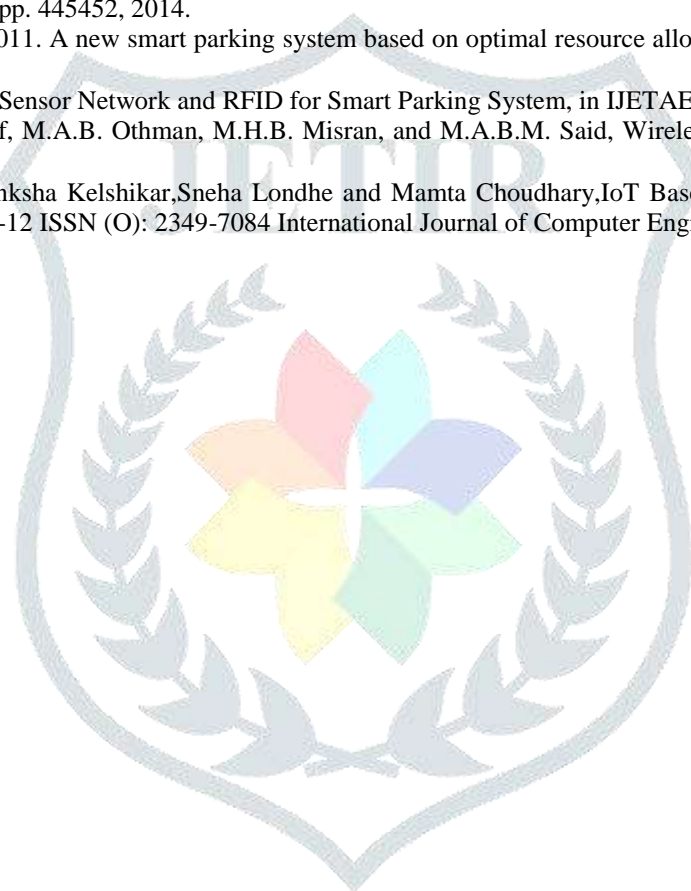 pp. 445452, 2014.
011. A new smart parking system based on optimal resource allo
Sensor Network and RFID for Smart Parking System, in IJETAE
f, M.A.B. Othman, M.H.B. Misran, and M.A.B.M. Said, Wirele
nksha Kelshikar,Sneha Londhe and Mamta Choudhary,IoT Base
-12 ISSN (O): 2349-7084 International Journal of Computer Engi
JETIR